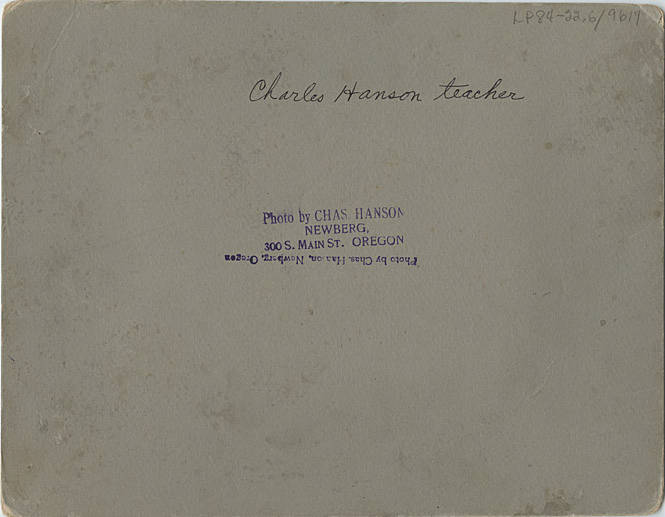 LP84-22.6/9617
Charles Hanson teacher
Photo by CHAS. HANSON
NEWBERG,
300 S. MAIN ST. OREGON
Photo by Chas. Hanson, Newberg, Oregon